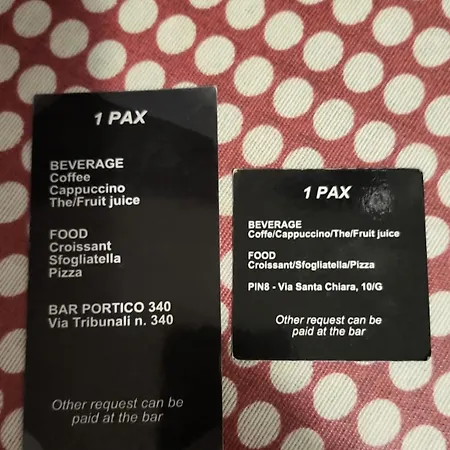 1 PAX
BEVERAGE
Coffee
Cappuccino
The/Fruit juice
FOOD
Croissant
Sfogliatella
Pizza
BAR PORTICO 340
Via Tribunali n. 340
Other request can be
paid at the bar
1 PAX
BEVERAGE
Coffe/Cappuccino/The/Fruit juice
FOOD
Croissant/Sfogliatella/Pizza
PIN8 - Via Santa Chiara, 10/G
Other request can be
paid at the bar